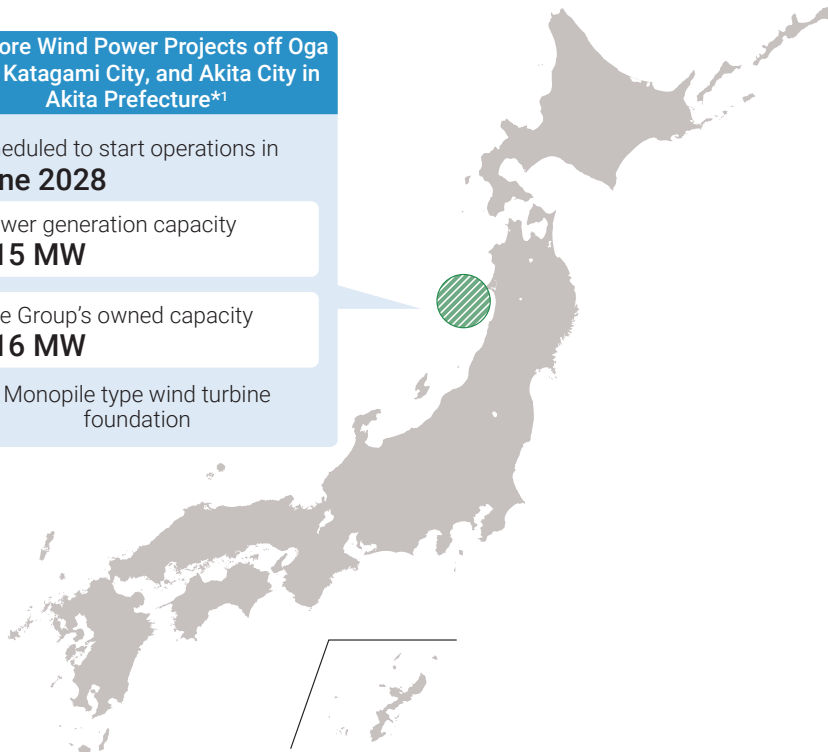 ore Wind Power Projects off Oga
Katagami City, and Akita City in
Akita Prefecture*1
eduled to start operations in
ne 2028
wer generation capacity
15 MW
e Group's owned capacity
16 MW
Monopile type wind turbine
foundation